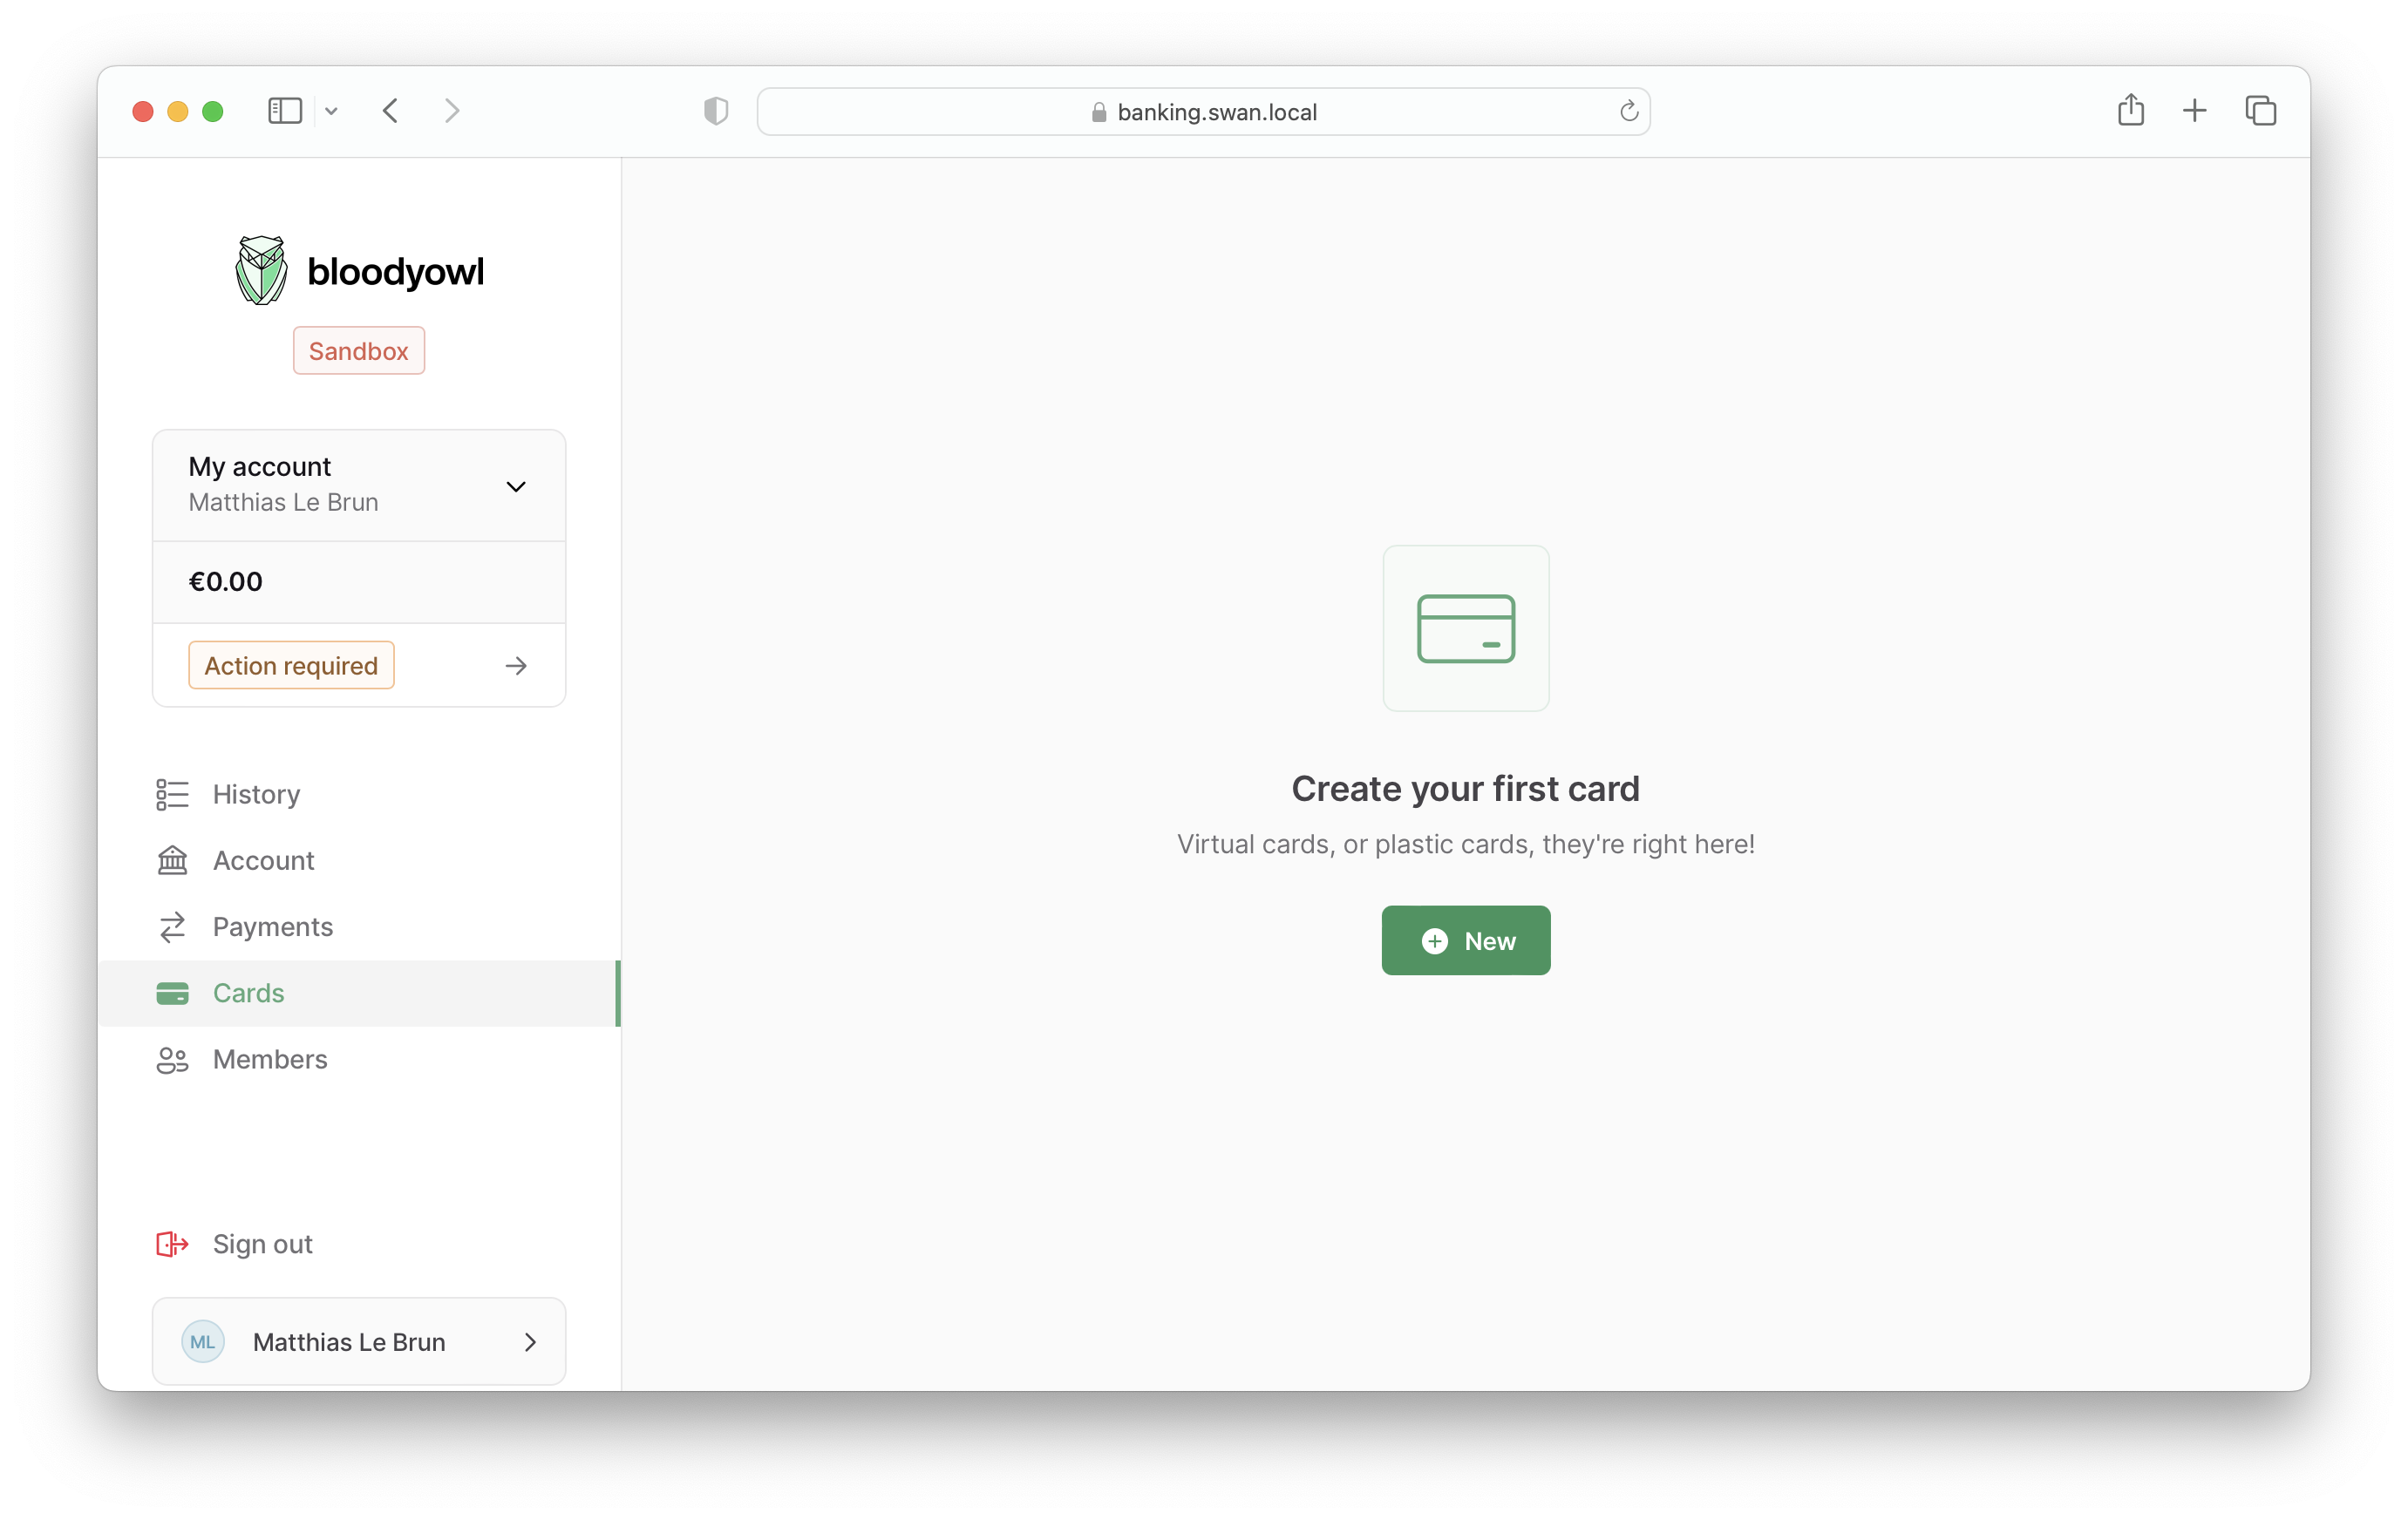 banking.swan.local
bloodyowl
Sandbox
My account
Matthias Le Brun
€0.00
Action required
History
Account
Payments
Cards
Members
Sign out
ML
Matthias Le Brun
Create your first card
Virtual cards, or plastic cards, they're right here!
New